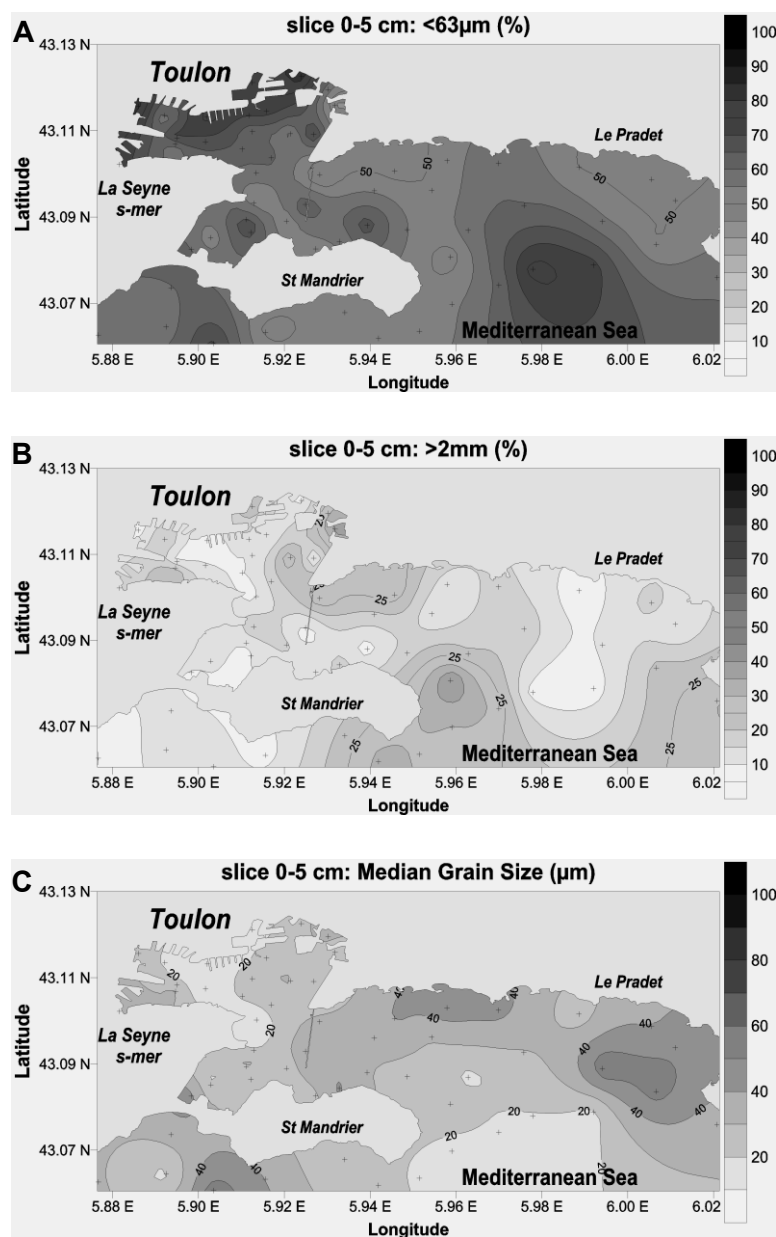 A
slice 0-5 cm: <63µm (%)
43.13 N
43.11 N
43.09 N
43.07 N
Latitude
Toulon
La Seyne
s-mer
Le Pradet
St Mandrier
Mediterranean Sea
50
50
50
50
5.88 E 5.90 E 5.92 E 5.94 E 5.96 E 5.98 E 6.00 E 6.02
Longitude
100
90
80
70
60
50
40
30
20
10
B
slice 0-5 cm: >2mm (%)
43.13 N
43.11 N
43.09 N
43.07 N
Latitude
Toulon
La Seyne
s-mer
Le Pradet
St Mandrier
Mediterranean Sea
25
25
25
25
25
25
5.88 E 5.90 E 5.92 E 5.94 E 5.96 E 5.98 E 6.00 E 6.02
Longitude
100
90
80
70
60
50
40
30
20
10
C
slice 0-5 cm: Median Grain Size (µm)
43.13 N
43.11 N
43.09 N
43.07 N
Latitude
Toulon
La Seyne
s-mer
Le Pradet
St Mandrier
Mediterranean Sea
20
20
20
40
40
40
40
40
40
20
20
20
40
40
5.88 E 5.90 E 5.92 E 5.94 E 5.96 E 5.98 E 6.00 E 6.02
Longitude
100
80
60
40
20